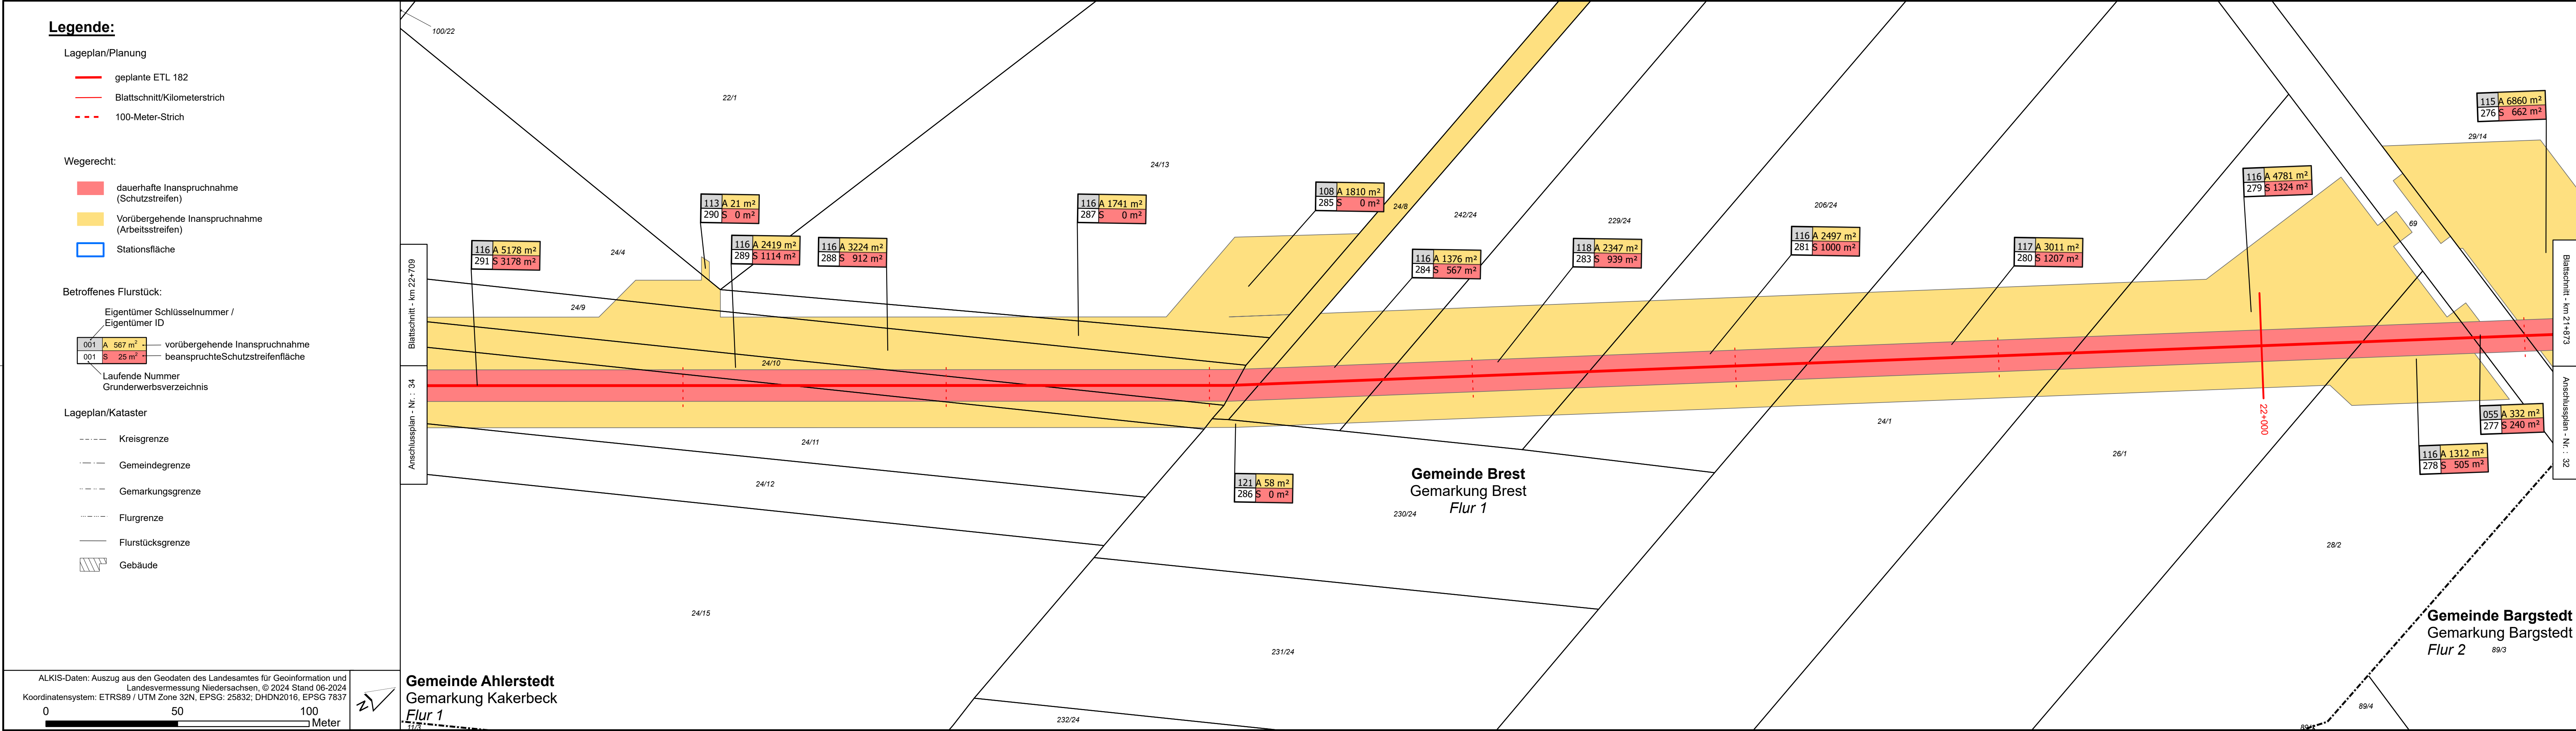 Legende:
Lageplan/Planung
geplante ETL 182
Blattschnitt/Kilometerstrich
100-Meter-Strich
Wegerecht:
dauerhafte Inanspruchnahme
(Schutzstreifen)
Vorübergehende Inanspruchnahme
(Arbeitsstreifen)
Stationsfläche
Betroffenes Flurstück:
Eigentümer Schlüsselnummer /
Eigentümer ID
001 A 567 m² vorübergehende Inanspruchnahme
001 S 25 m² beanspruchteSchutzstreifenfläche
Laufende Nummer
Grunderwerbsverzeichnis
Lageplan/Kataster
Kreisgrenze
Gemeindegrenze
Gemarkungsgrenze
Flurgrenze
Flurstücksgrenze
Gebäude
ALKIS-Daten: Auszug aus den Geodaten des Landesamtes für Geoinformation und
Landesvermessung Niedersachsen, © 2024 Stand 06-2024
Koordinatensystem: ETRS89 / UTM Zone 32N, EPSG: 25832; DHDN2016, EPSG 7837
0 50 100
Meter
N
Blattschnitt - km 22+709
Anschlussplan - Nr. : 34
100/22
22/1
24/13
24/4
24/9
24/10
24/11
24/12
24/15
24/8
242/24
229/24
206/24
24/1
26/1
28/2
29/14
69
230/24
231/24
232/24
89/3
89/4
11/3
116 A 5178 m²
291 S 3178 m²
113 A 21 m²
290 S 0 m²
116 A 2419 m²
289 S 1114 m²
116 A 3224 m²
288 S 912 m²
116 A 1741 m²
287 S 0 m²
108 A 1810 m²
285 S 0 m²
121 A 58 m²
286 S 0 m²
116 A 1376 m²
284 S 567 m²
118 A 2347 m²
283 S 939 m²
116 A 2497 m²
281 S 1000 m²
117 A 3011 m²
280 S 1207 m²
116 A 4781 m²
279 S 1324 m²
115 A 6860 m²
276 S 662 m²
055 A 332 m²
277 S 240 m²
116 A 1312 m²
278 S 505 m²
22+000
Gemeinde Brest
Gemarkung Brest
Flur 1
Gemeinde Ahlerstedt
Gemarkung Kakerbeck
Flur 1
Gemeinde Bargstedt
Gemarkung Bargstedt
Flur 2
Blattschnitt - km 21+873
Anschlussplan - Nr. : 32